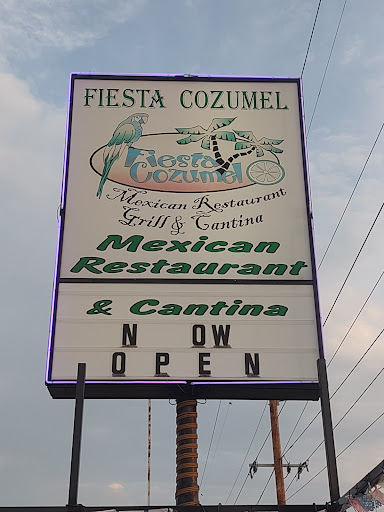 FIESTA COZUMEL
Fiesta
Cozumel
Mexican Restaurant
Grill & Cantina
Mexican
Restaurant
& Cantina
N OW
OPEN